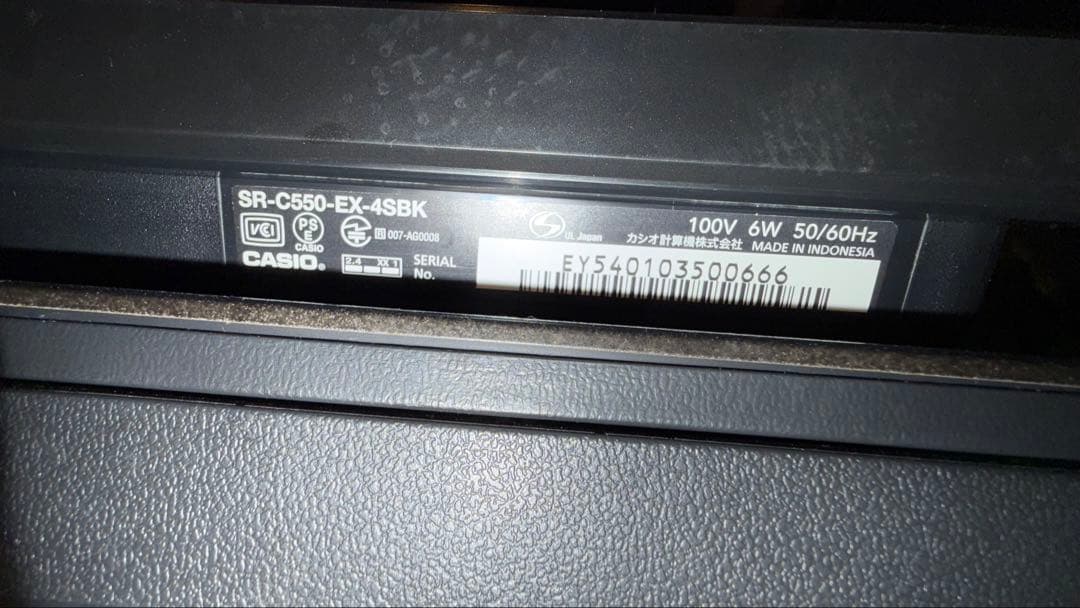 SR-C550-EX-4SBK
VCI
PS
E
CASIO
R 007-AG0008
UL Japan
100V 6W 50/60Hz
カシオ計算機株式会社 MADE IN INDONESIA
CASIO®
2.4 XX 1
SERIAL
No.
EY540103500666